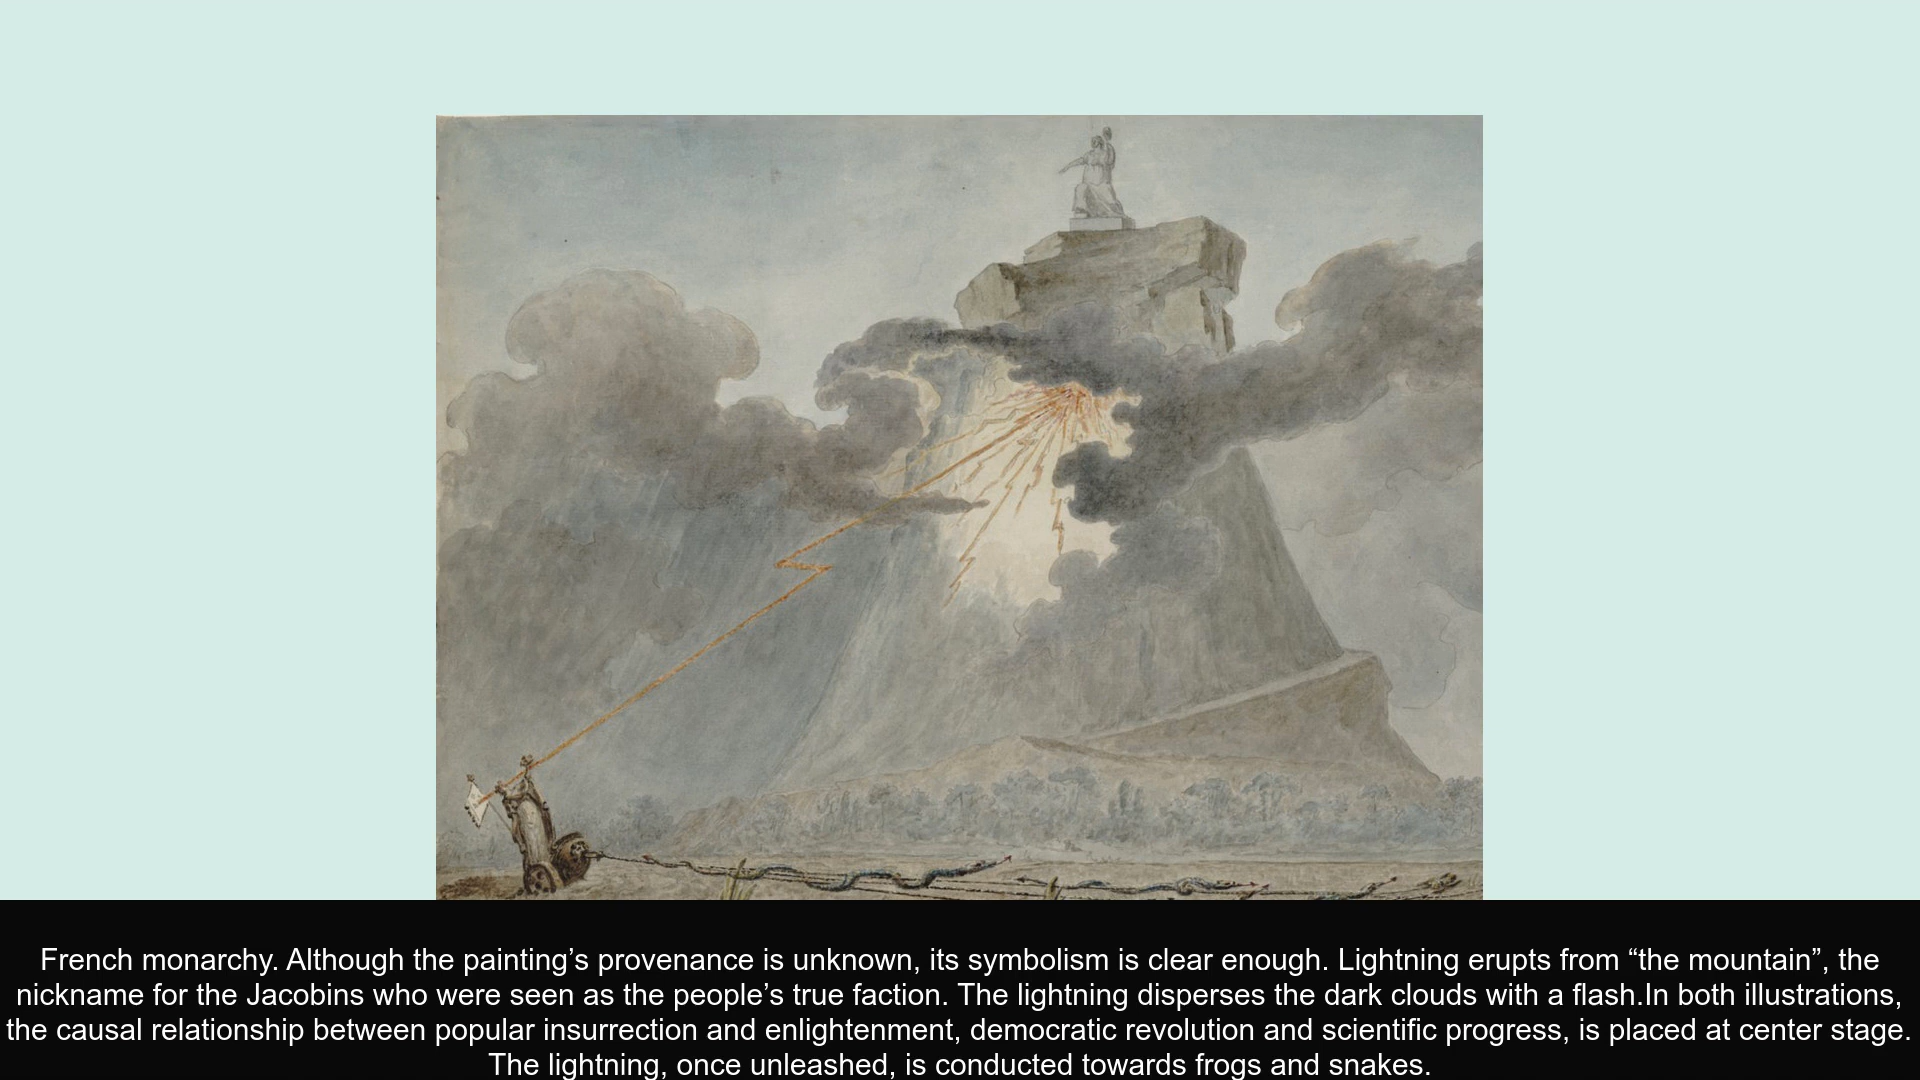 French monarchy. Although the painting’s provenance is unknown, its symbolism is clear enough. Lightning erupts from “the mountain”, the
nickname for the Jacobins who were seen as the people’s true faction. The lightning disperses the dark clouds with a flash.In both illustrations,
the causal relationship between popular insurrection and enlightenment, democratic revolution and scientific progress, is placed at center stage.
The lightning, once unleashed, is conducted towards frogs and snakes.